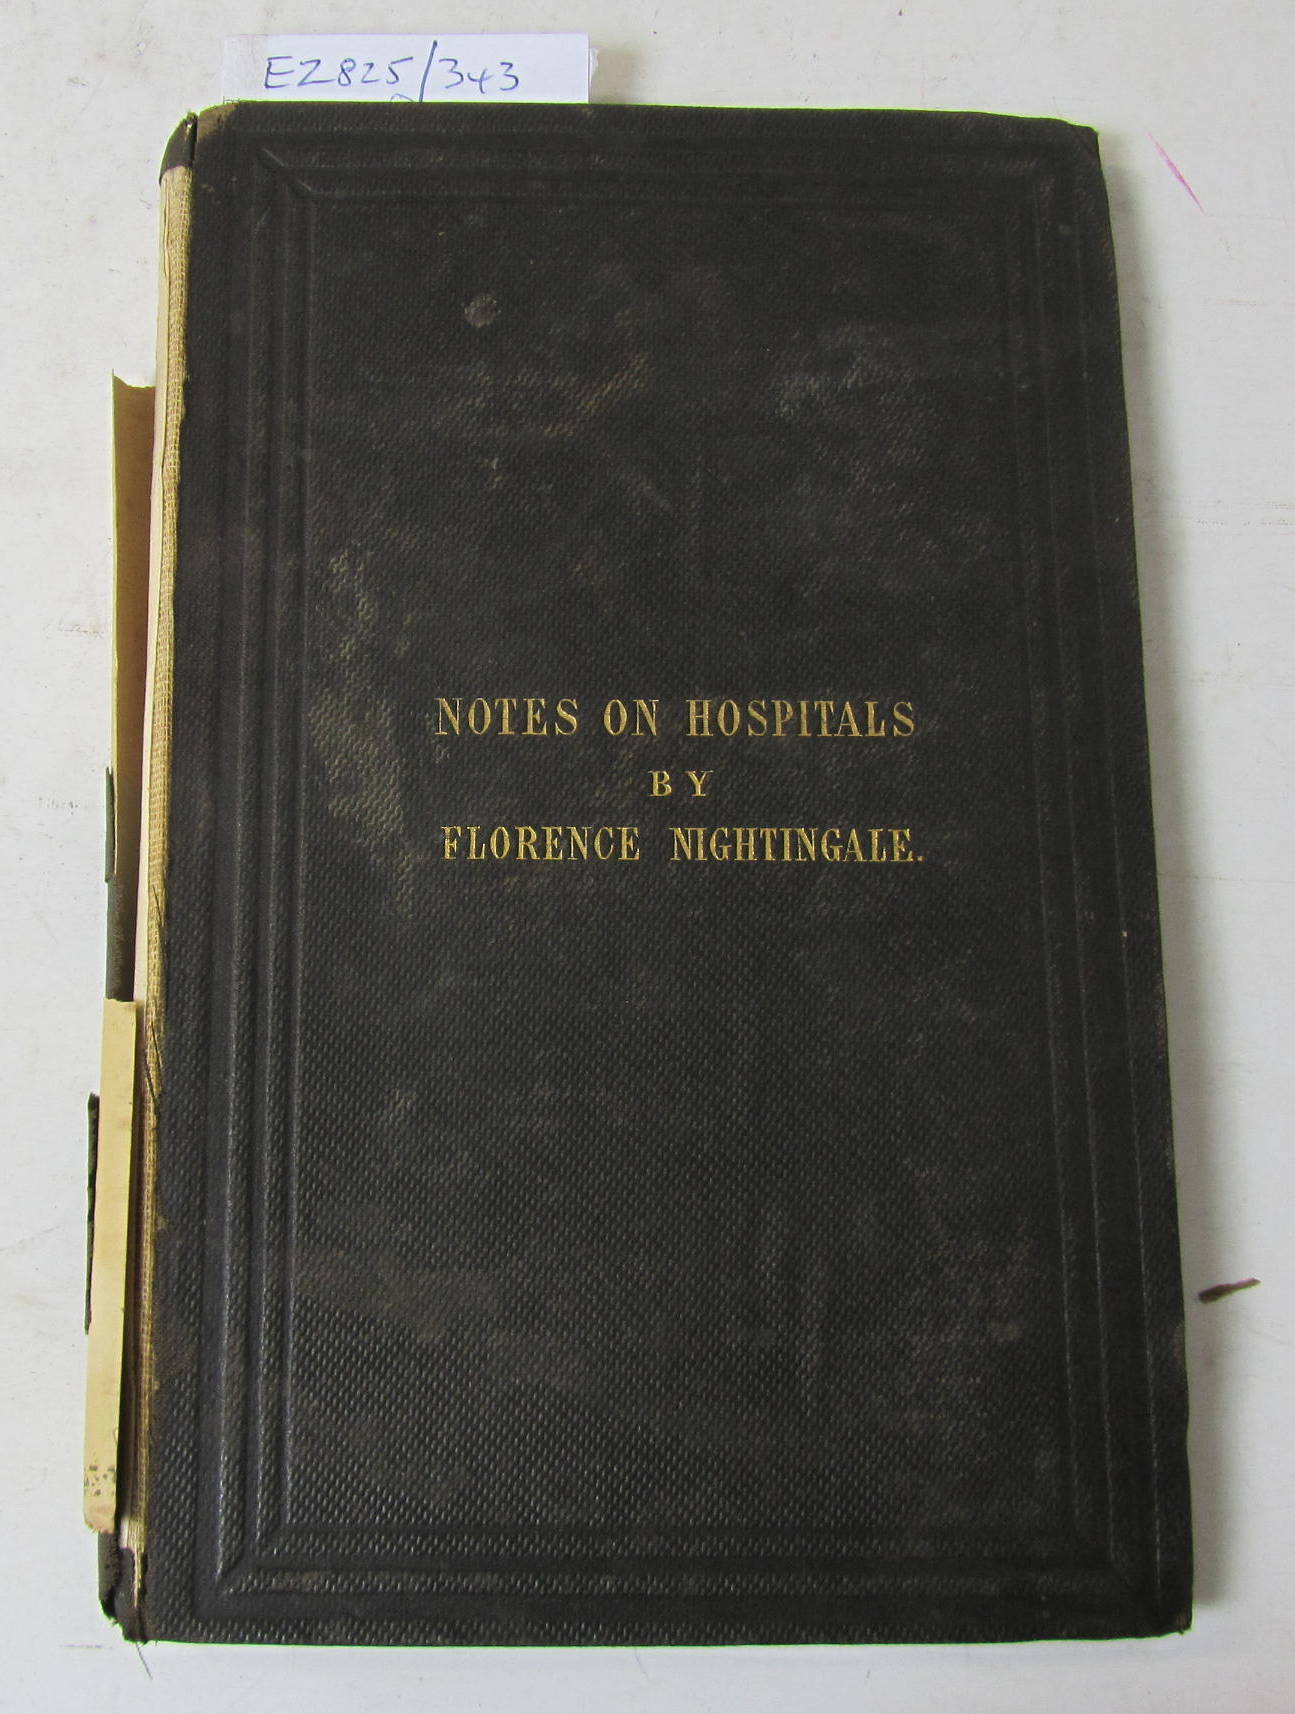 EZ825/343
NOTES ON HOSPITALS
BY
FLORENCE NIGHTINGALE.